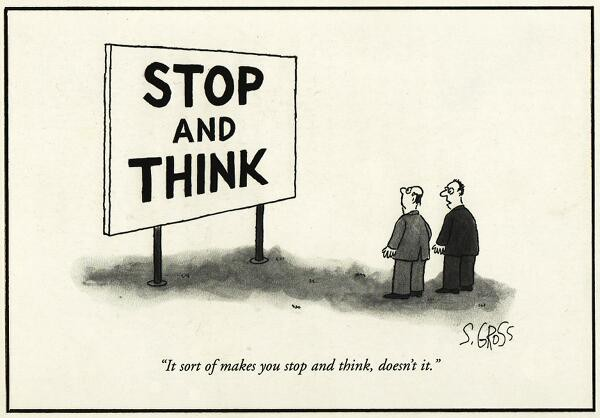 STOP
AND
THINK
S. GROSS
"It sort of makes you stop and think, doesn't it."